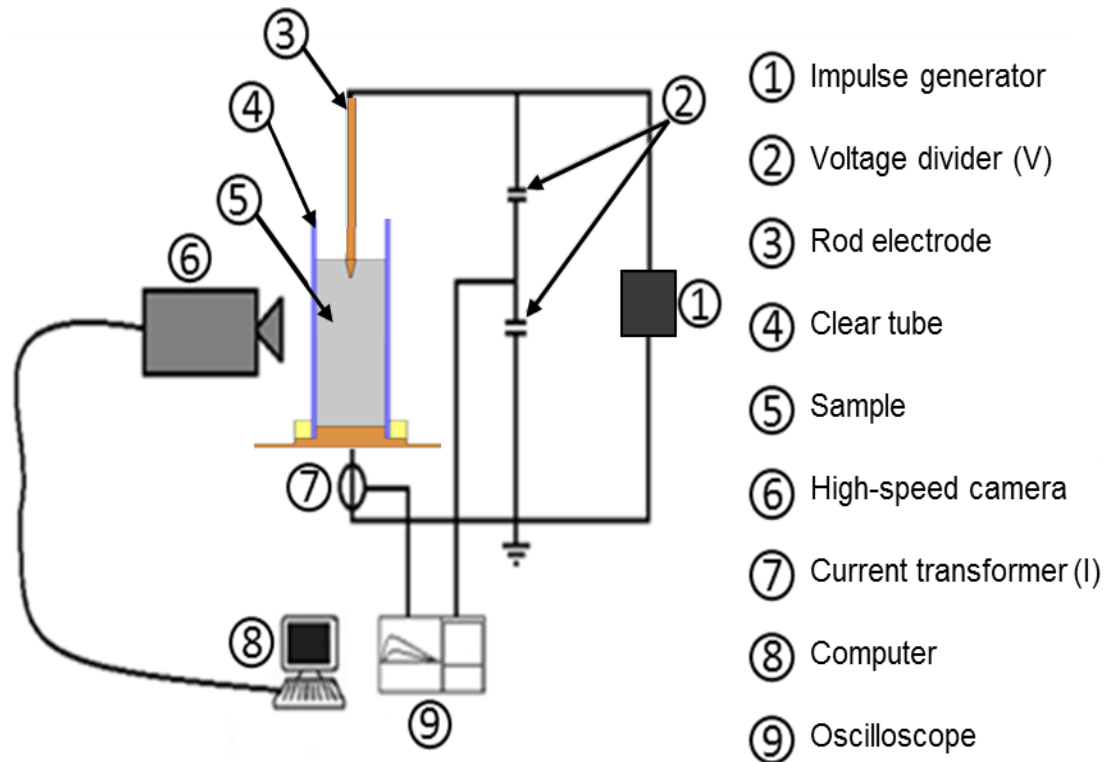 ③
④
②
⑤
⑥
①
⑦
⑧
⑨
① Impulse generator
② Voltage divider (V)
③ Rod electrode
④ Clear tube
⑤ Sample
⑥ High-speed camera
⑦ Current transformer (I)
⑧ Computer
⑨ Oscilloscope